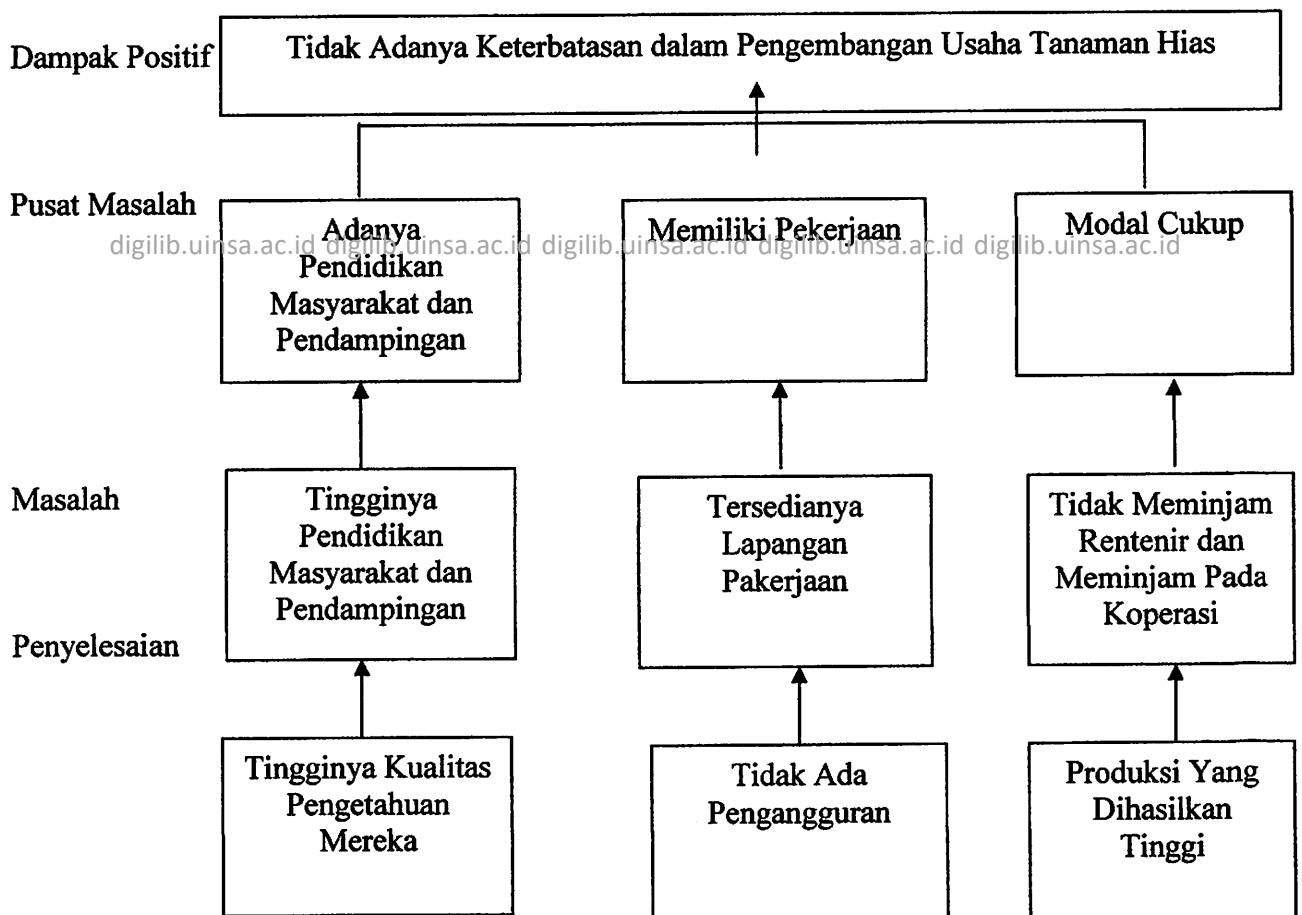 Dampak Positif
Tidak Adanya Keterbatasan dalam Pengembangan Usaha Tanaman Hias
Pusat Masalah
Adanya
Pendidikan
Masyarakat dan
Pendampingan
Memiliki Pekerjaan
Modal Cukup
digilib.uinsa.ac.id digilib.uinsa.ac.id digilib.uinsa.ac.id digilib.uinsa.ac.id digilib.uinsa.ac.id
Masalah
Tingginya
Pendidikan
Masyarakat dan
Pendampingan
Tersedianya
Lapangan
Pakerjaan
Tidak Meminjam
Rentenir dan
Meminjam Pada
Koperasi
Penyelesaian
Tingginya Kualitas
Pengetahuan
Mereka
Tidak Ada
Pengangguran
Produksi Yang
Dihasilkan
Tinggi